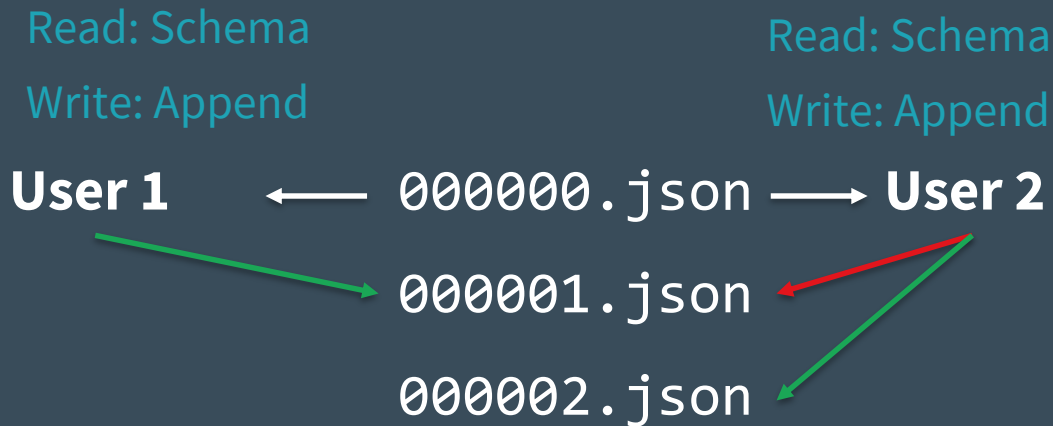 Read: Schema
Write: Append
Read: Schema
Write: Append
User 1
000000.json
User 2
000001.json
000002.json